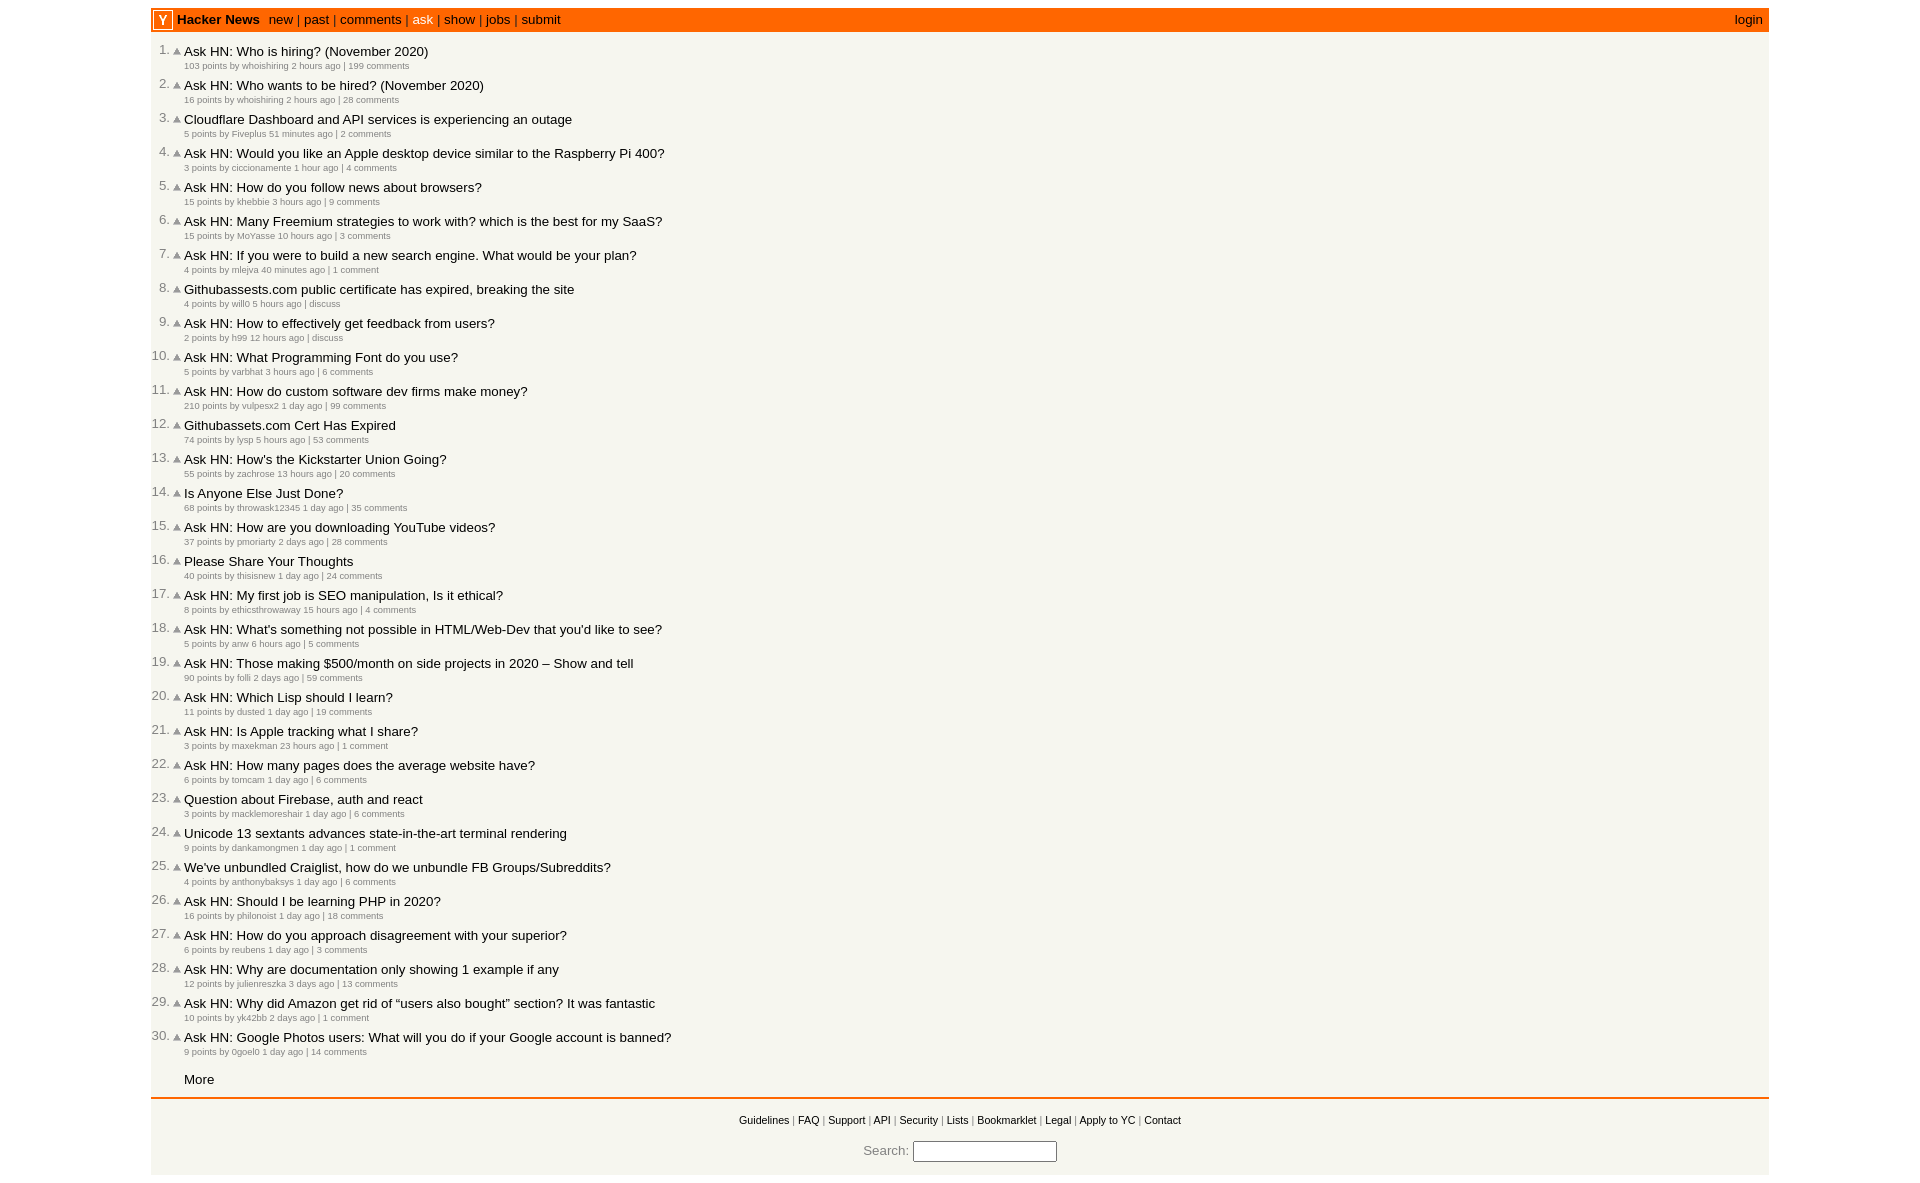 Y Hacker News new | past | comments | ask | show | jobs | submit login
1. Ask HN: Who is hiring? (November 2020)
103 points by whoishiring 2 hours ago | 199 comments
2. Ask HN: Who wants to be hired? (November 2020)
16 points by whoishiring 2 hours ago | 28 comments
3. Cloudflare Dashboard and API services is experiencing an outage
5 points by Fiveplus 51 minutes ago | 2 comments
4. Ask HN: Would you like an Apple desktop device similar to the Raspberry Pi 400?
3 points by ciccionamente 1 hour ago | 4 comments
5. Ask HN: How do you follow news about browsers?
15 points by khebbie 3 hours ago | 9 comments
6. Ask HN: Many Freemium strategies to work with? which is the best for my SaaS?
15 points by MoYasse 10 hours ago | 3 comments
7. Ask HN: If you were to build a new search engine. What would be your plan?
4 points by mlejva 40 minutes ago | 1 comment
8. Githubassests.com public certificate has expired, breaking the site
4 points by will0 5 hours ago | discuss
9. Ask HN: How to effectively get feedback from users?
2 points by h99 12 hours ago | discuss
10. Ask HN: What Programming Font do you use?
5 points by varbhat 3 hours ago | 6 comments
11. Ask HN: How do custom software dev firms make money?
210 points by vulpesx2 1 day ago | 99 comments
12. Githubassets.com Cert Has Expired
74 points by lysp 5 hours ago | 53 comments
13. Ask HN: How's the Kickstarter Union Going?
55 points by zachrose 13 hours ago | 20 comments
14. Is Anyone Else Just Done?
68 points by throwask12345 1 day ago | 35 comments
15. Ask HN: How are you downloading YouTube videos?
37 points by pmoriarty 2 days ago | 28 comments
16. Please Share Your Thoughts
40 points by thisisnew 1 day ago | 24 comments
17. Ask HN: My first job is SEO manipulation, Is it ethical?
8 points by ethicsthrowaway 15 hours ago | 4 comments
18. Ask HN: What's something not possible in HTML/Web-Dev that you'd like to see?
5 points by anw 6 hours ago | 5 comments
19. Ask HN: Those making $500/month on side projects in 2020 – Show and tell
90 points by folli 2 days ago | 59 comments
20. Ask HN: Which Lisp should I learn?
11 points by dusted 1 day ago | 19 comments
21. Ask HN: Is Apple tracking what I share?
3 points by maxekman 23 hours ago | 1 comment
22. Ask HN: How many pages does the average website have?
6 points by tomcam 1 day ago | 6 comments
23. Question about Firebase, auth and react
3 points by macklemoreshair 1 day ago | 6 comments
24. Unicode 13 sextants advances state-in-the-art terminal rendering
9 points by dankamongmen 1 day ago | 1 comment
25. We've unbundled Craiglist, how do we unbundle FB Groups/Subreddits?
4 points by anthonybaksys 1 day ago | 6 comments
26. Ask HN: Should I be learning PHP in 2020?
16 points by philonoist 1 day ago | 18 comments
27. Ask HN: How do you approach disagreement with your superior?
6 points by reubens 1 day ago | 3 comments
28. Ask HN: Why are documentation only showing 1 example if any
12 points by julienreszka 3 days ago | 13 comments
29. Ask HN: Why did Amazon get rid of “users also bought” section? It was fantastic
10 points by yk42bb 2 days ago | 1 comment
30. Ask HN: Google Photos users: What will you do if your Google account is banned?
9 points by 0goel0 1 day ago | 14 comments
More
Guidelines | FAQ | Support | API | Security | Lists | Bookmarklet | Legal | Apply to YC | Contact
Search: